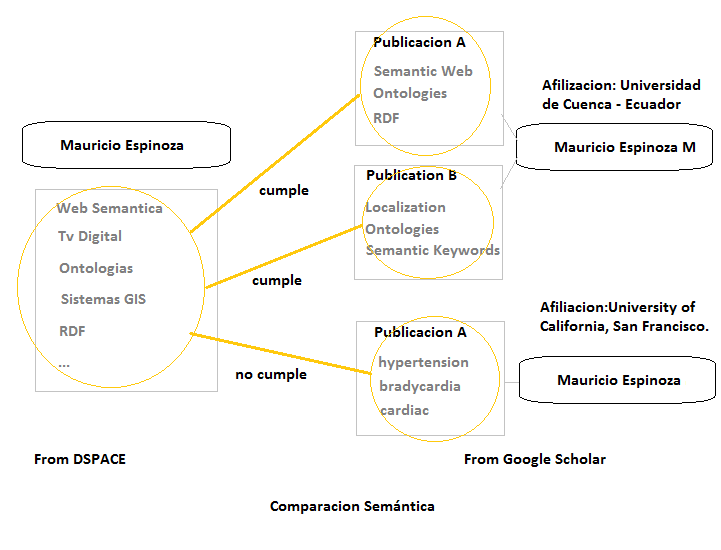 Mauricio Espinoza
Web Semantica
Tv Digital
Ontologias
Sistemas GIS
RDF
...
From DSPACE
cumple
cumple
no cumple
Publicacion A
Semantic Web
Ontologies
RDF
Publication B
Localization
Ontologies
Semantic Keywords
Publicacion A
hypertension
bradycardia
cardiac
Afilizacion: Universidad
de Cuenca - Ecuador
Mauricio Espinoza M
Afiliacion:University of
California, San Francisco.
Mauricio Espinoza
From Google Scholar
Comparacion Semántica